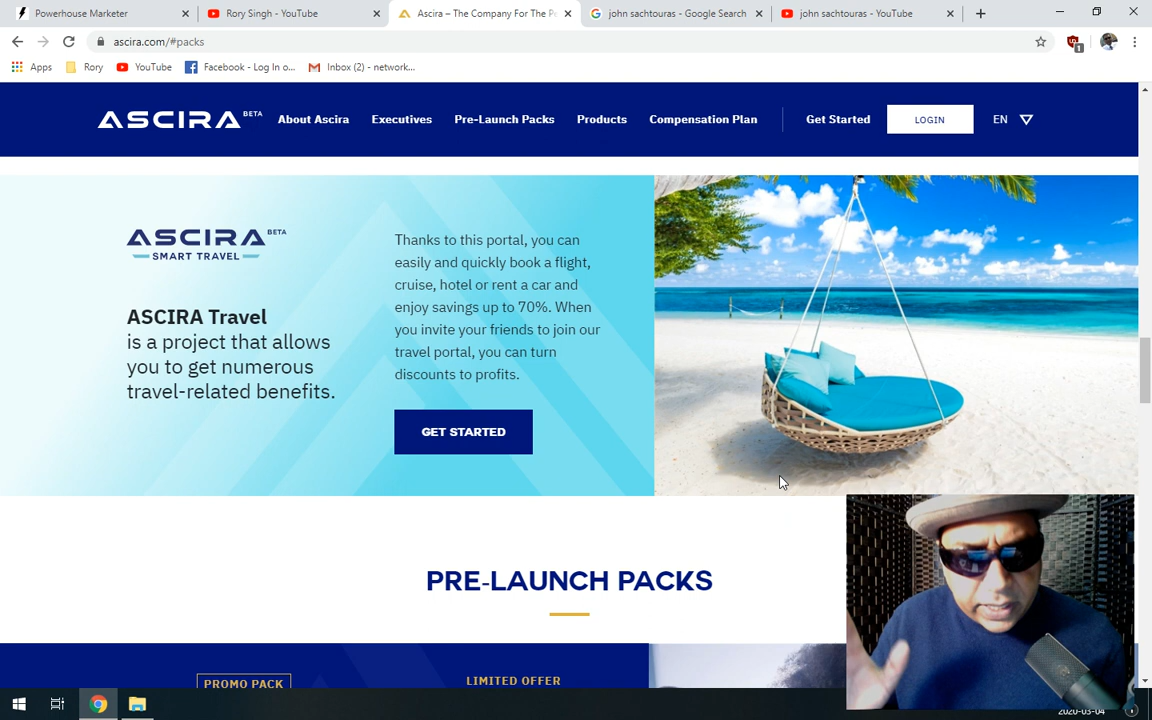 Powerhouse Marketer
Rory Singh - YouTube
Ascira – The Company For The Pe
john sachtouras - Google Search
john sachtouras - YouTube
ascira.com/#packs
1
Apps
Rory
YouTube
Facebook - Log In o...
Inbox (2) - network...
ASCIRA BETA
About Ascira
Executives
Pre-Launch Packs
Products
Compensation Plan
Get Started
LOGIN
EN
ASCIRA BETA
SMART TRAVEL
ASCIRA Travel
is a project that allows
you to get numerous
travel-related benefits.
Thanks to this portal, you can
easily and quickly book a flight,
cruise, hotel or rent a car and
enjoy savings up to 70%. When
you invite your friends to join our
travel portal, you can turn
discounts to profits.
GET STARTED
PRE-LAUNCH PACKS
PROMO PACK
LIMITED OFFER
2020-03-04